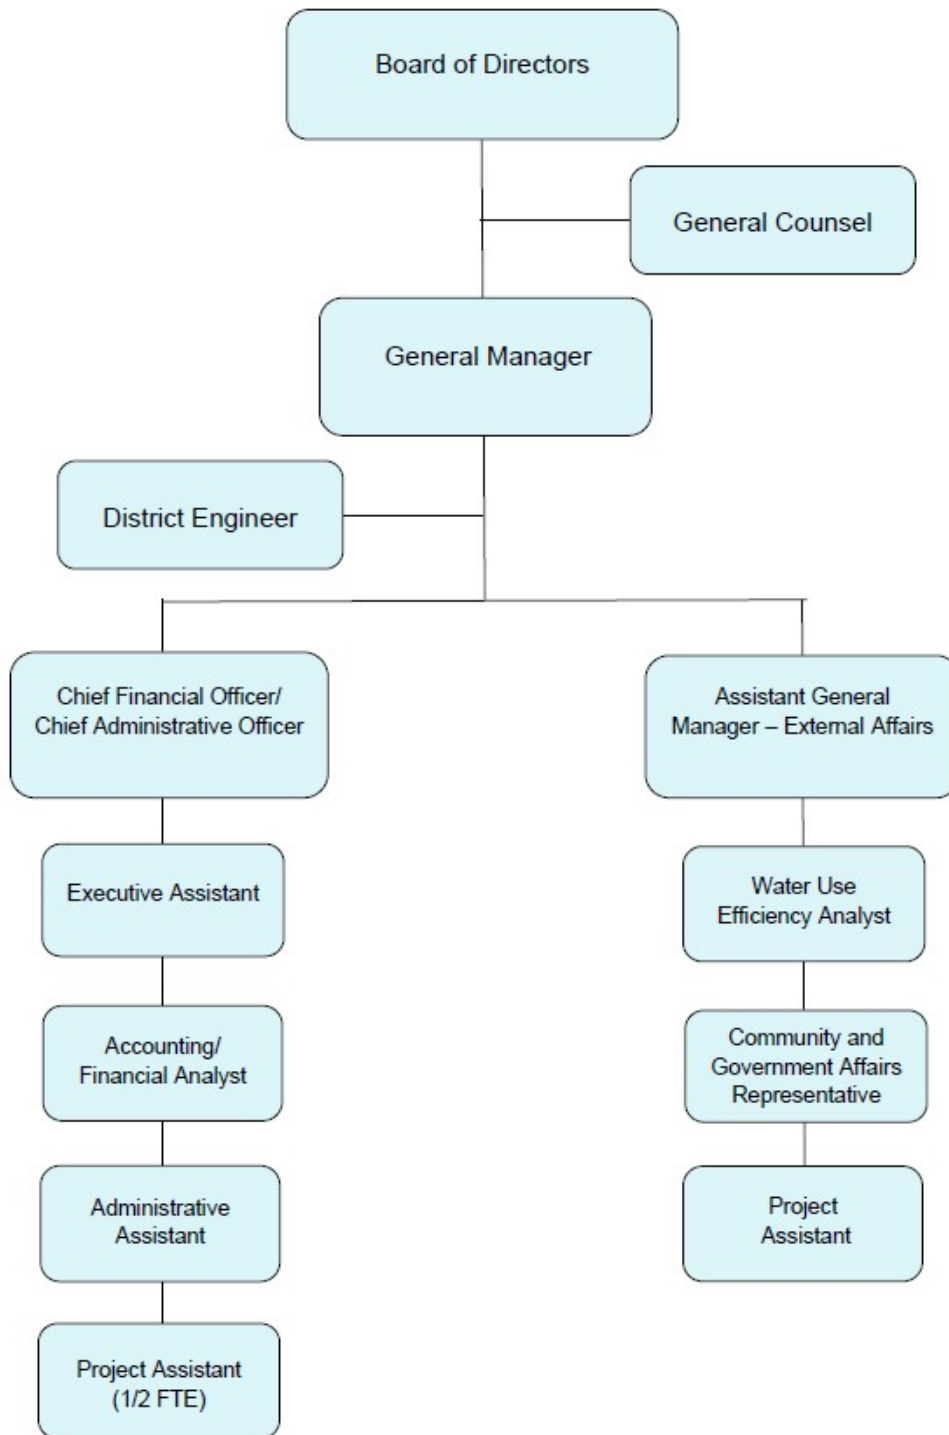 Board of Directors
General Counsel
General Manager
District Engineer
Chief Financial Officer/
Chief Administrative Officer
Assistant General
Manager – External Affairs
Executive Assistant
Water Use
Efficiency Analyst
Accounting/
Financial Analyst
Community and
Government Affairs
Representative
Administrative
Assistant
Project
Assistant
Project Assistant
(1/2 FTE)